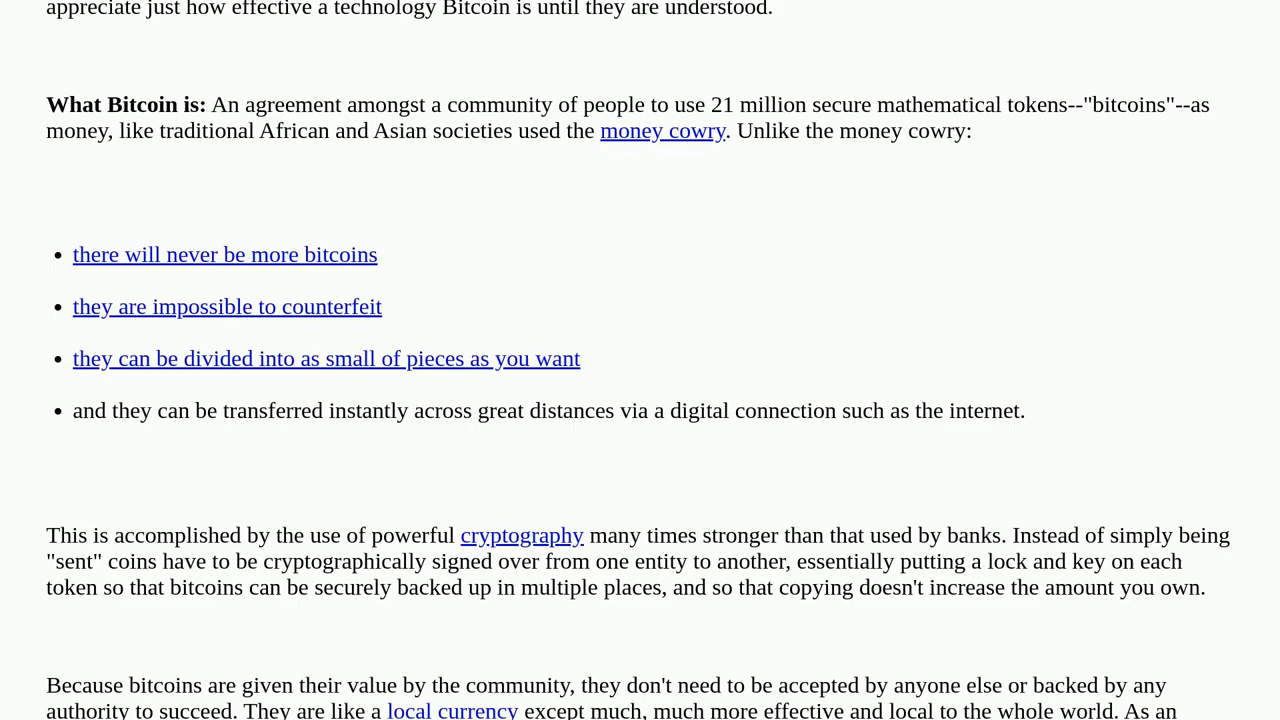 appreciate just how effective a technology Bitcoin is until they are understood.
What Bitcoin is: An agreement amongst a community of people to use 21 million secure mathematical tokens--"bitcoins"--as
money, like traditional African and Asian societies used the money cowry. Unlike the money cowry:
• there will never be more bitcoins
• they are impossible to counterfeit
• they can be divided into as small of pieces as you want
• and they can be transferred instantly across great distances via a digital connection such as the internet.
This is accomplished by the use of powerful cryptography many times stronger than that used by banks. Instead of simply being
"sent" coins have to be cryptographically signed over from one entity to another, essentially putting a lock and key on each
token so that bitcoins can be securely backed up in multiple places, and so that copying doesn't increase the amount you own.
Because bitcoins are given their value by the community, they don't need to be accepted by anyone else or backed by any
authority to succeed. They are like a local currency except much, much more effective and local to the whole world. As an